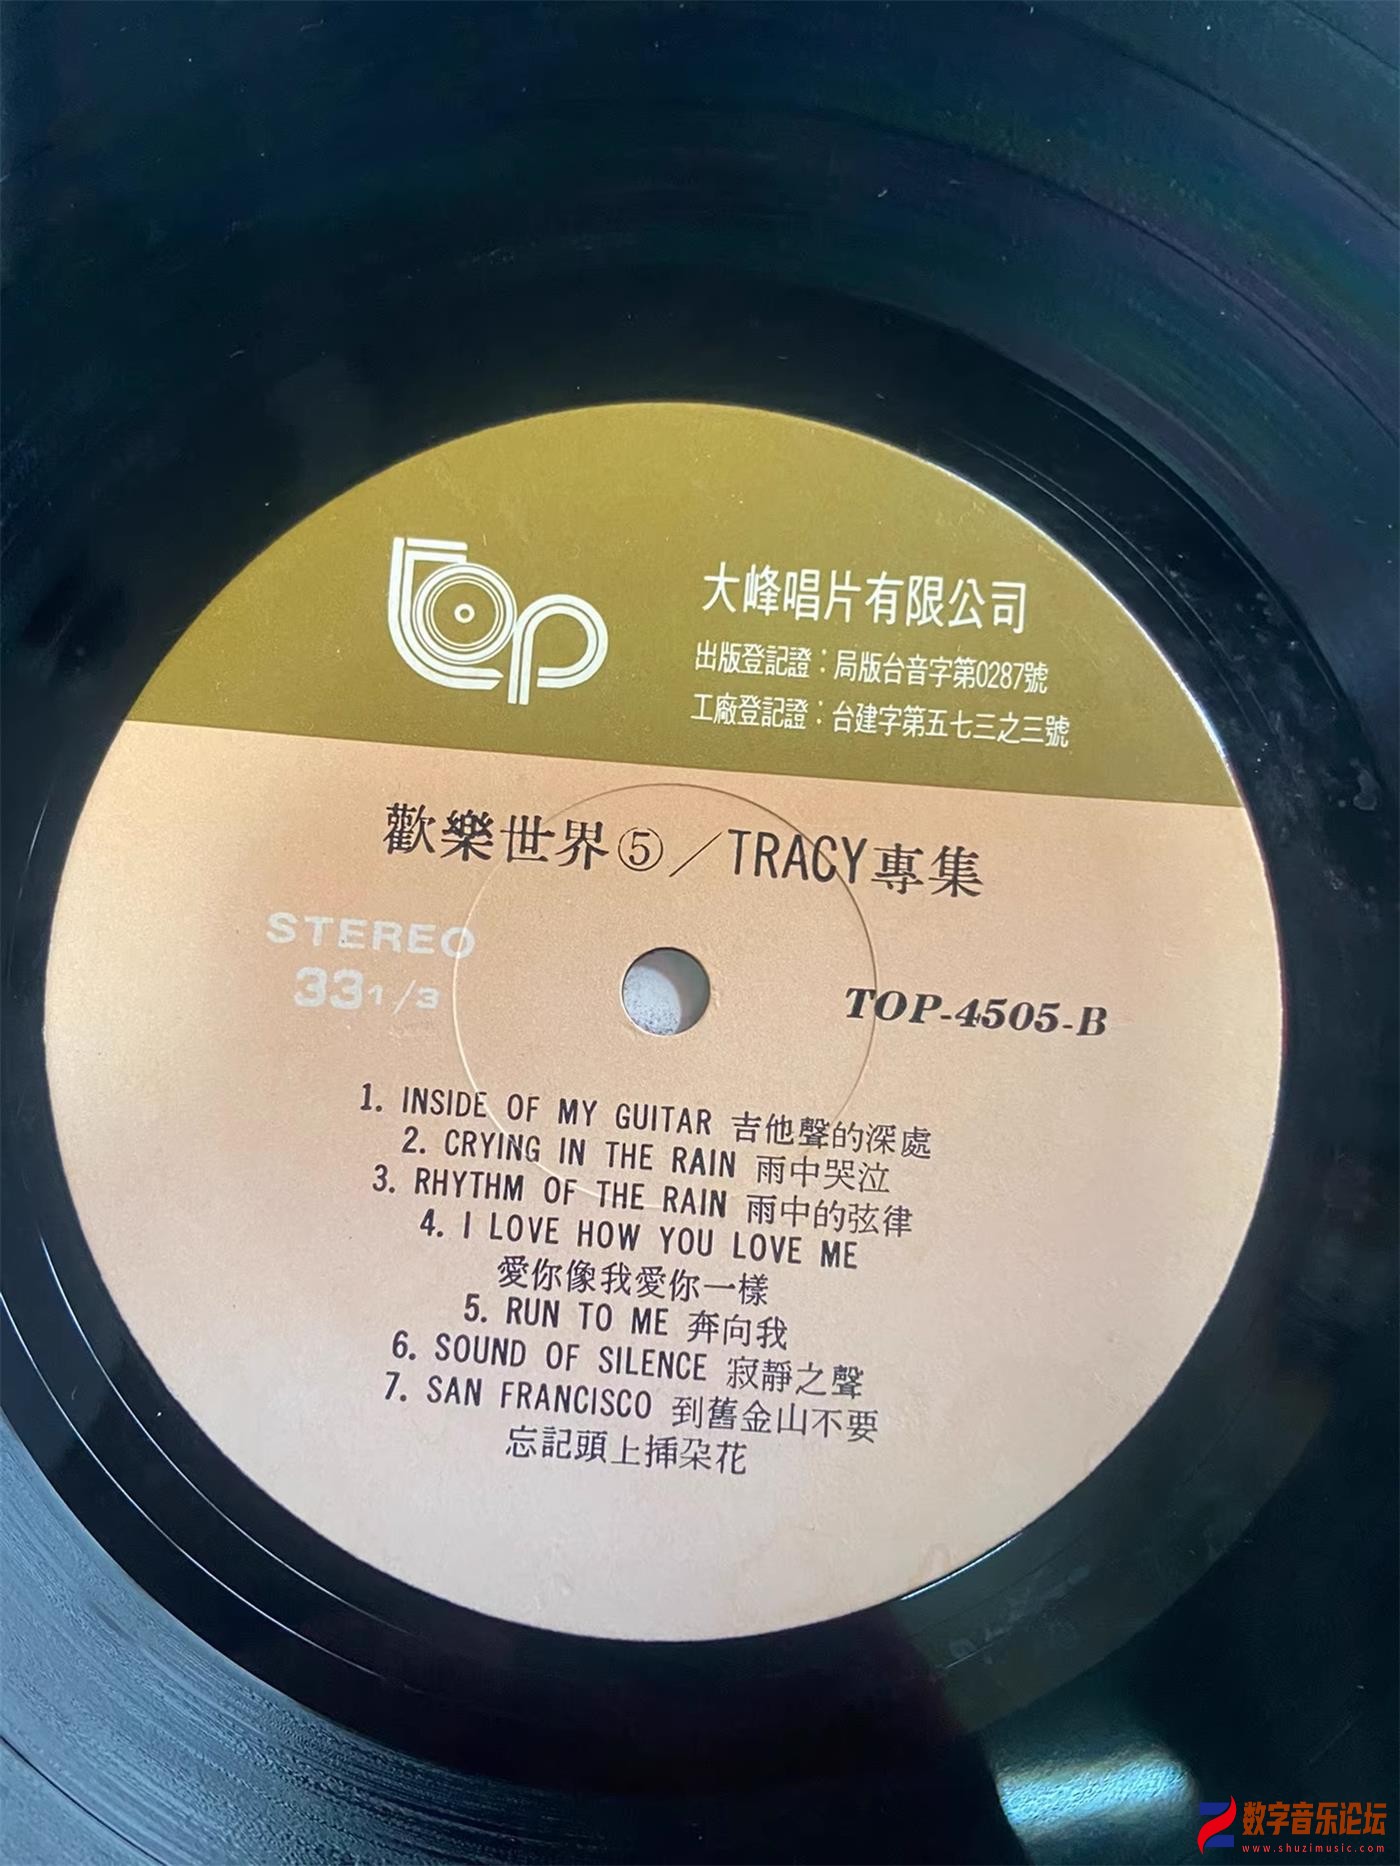 top
大峰唱片有限公司
出版登記證：局版台音字第0287號
工廠登記證：台建字第五七三之三號
歡樂世界⑤／TRACY專集
STEREO
33 1/3
TOP-4505-B
1. INSIDE OF MY GUITAR 吉他聲的深處
2. CRYING IN THE RAIN 雨中哭泣
3. RHYTHM OF THE RAIN 雨中的弦律
4. I LOVE HOW YOU LOVE ME
愛你像我愛你一樣
5. RUN TO ME 奔向我
6. SOUND OF SILENCE 寂靜之聲
7. SAN FRANCISCO 到舊金山不要
忘記頭上揷朶花
数字音乐论坛
www.shuzimusic.com